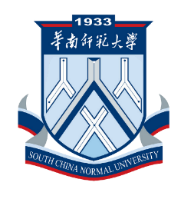 1933
华南师范大学
SOUTH CHINA NORMAL UNIVERSITY